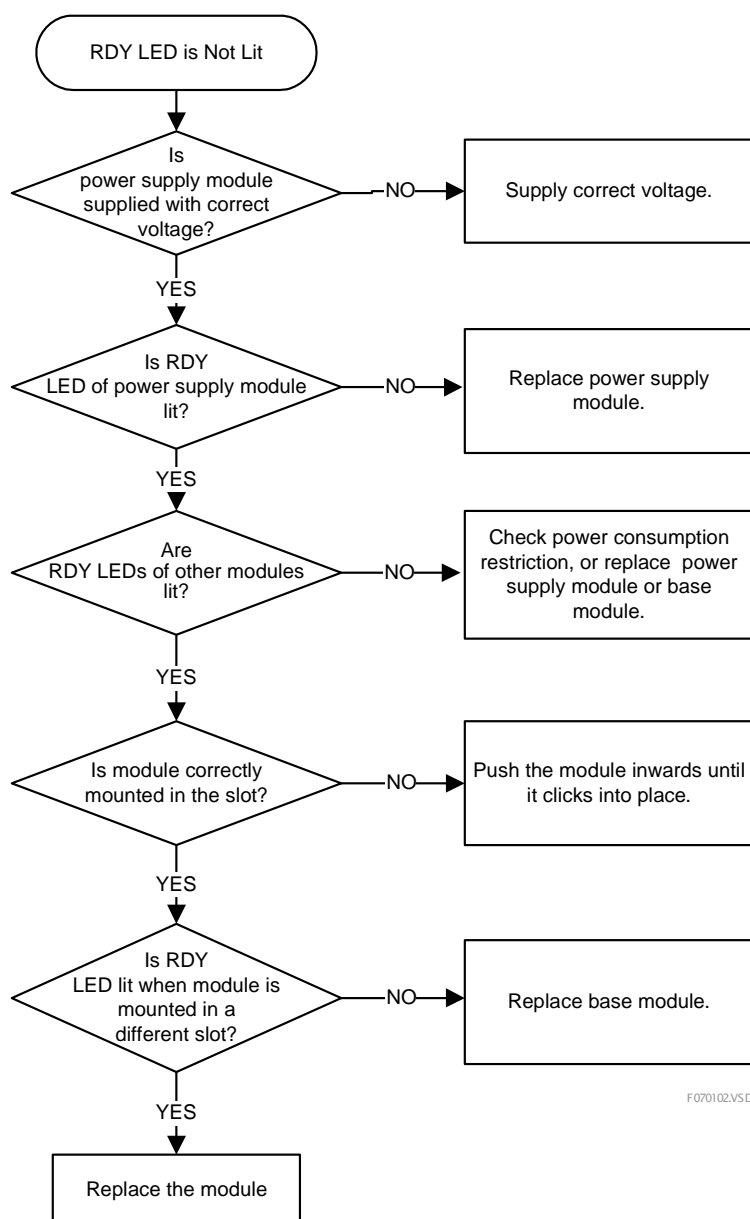 RDY LED is Not Lit
Is
power supply module
supplied with correct
voltage?
NO
Supply correct voltage.
YES
Is RDY
LED of power supply module
lit?
NO
Replace power supply
module.
YES
Are
RDY LEDs of other modules
lit?
NO
Check power consumption
restriction, or replace power
supply module or base
module.
YES
Is module correctly
mounted in the slot?
NO
Push the module inwards until
it clicks into place.
YES
Is RDY
LED lit when module is
mounted in a
different slot?
NO
Replace base module.
F070102.VSD
YES
Replace the module